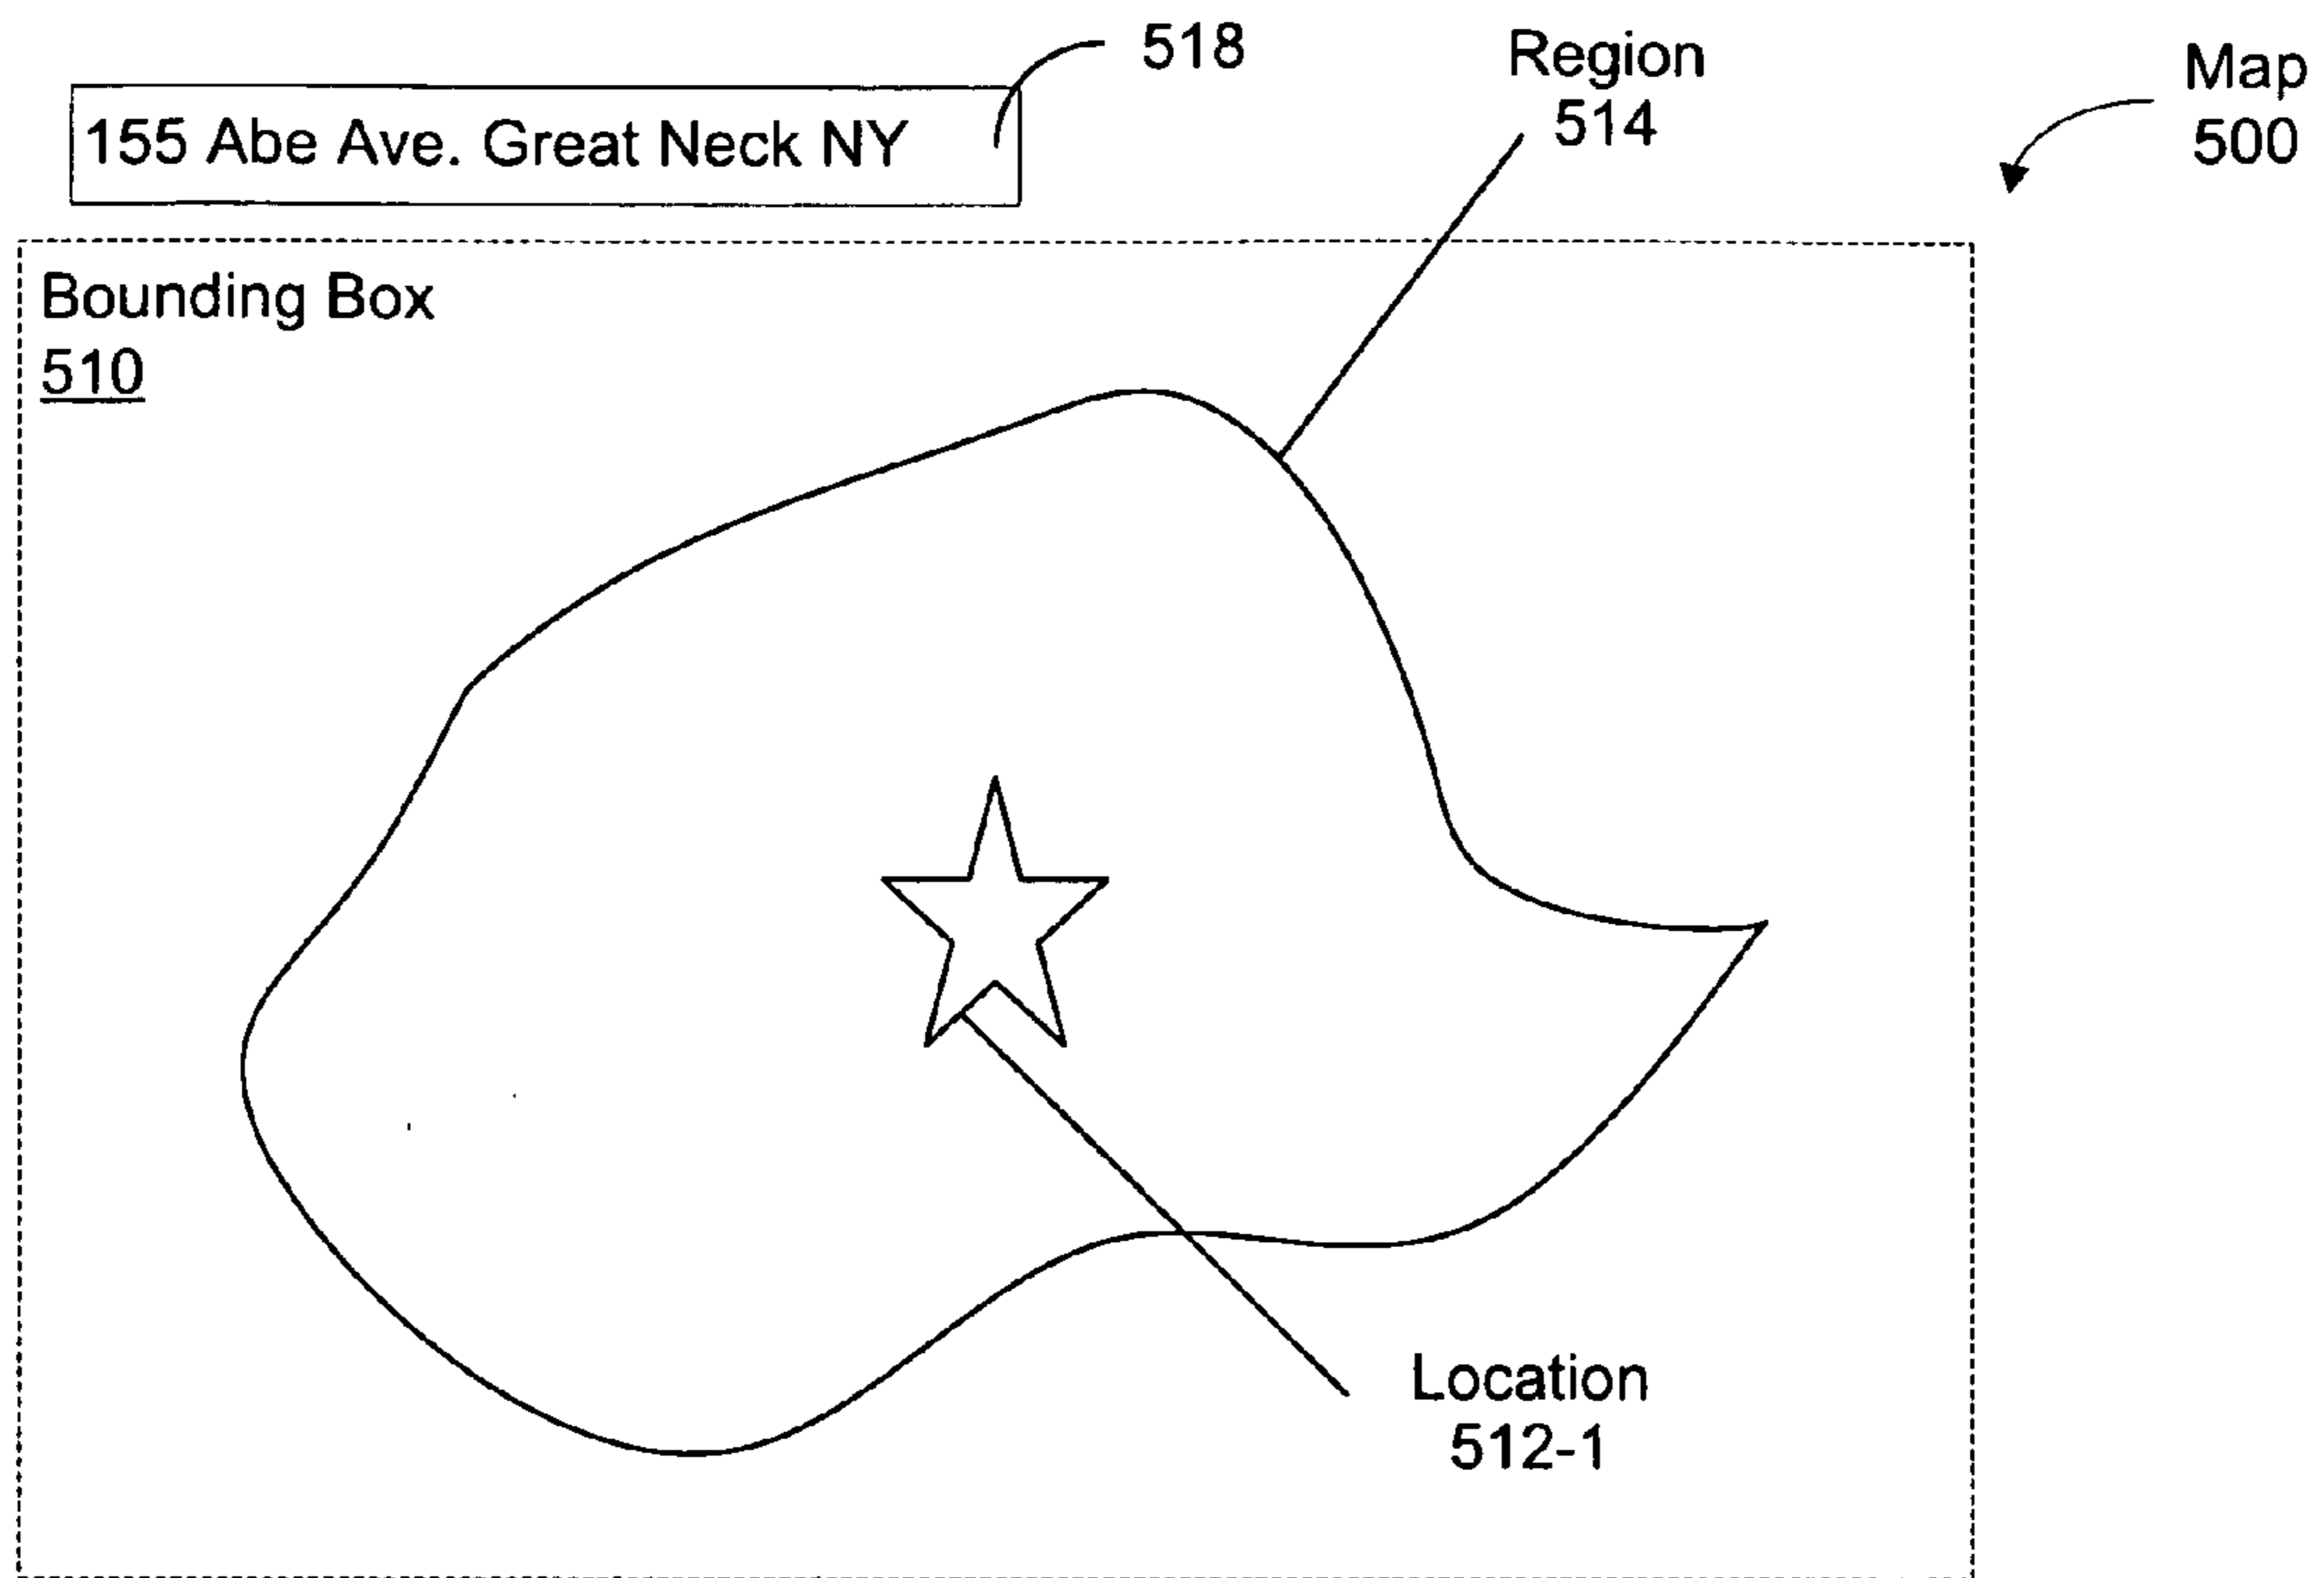 518
Region
514
Map
500
155 Abe Ave. Great Neck NY
Bounding Box
510
Location
512-1